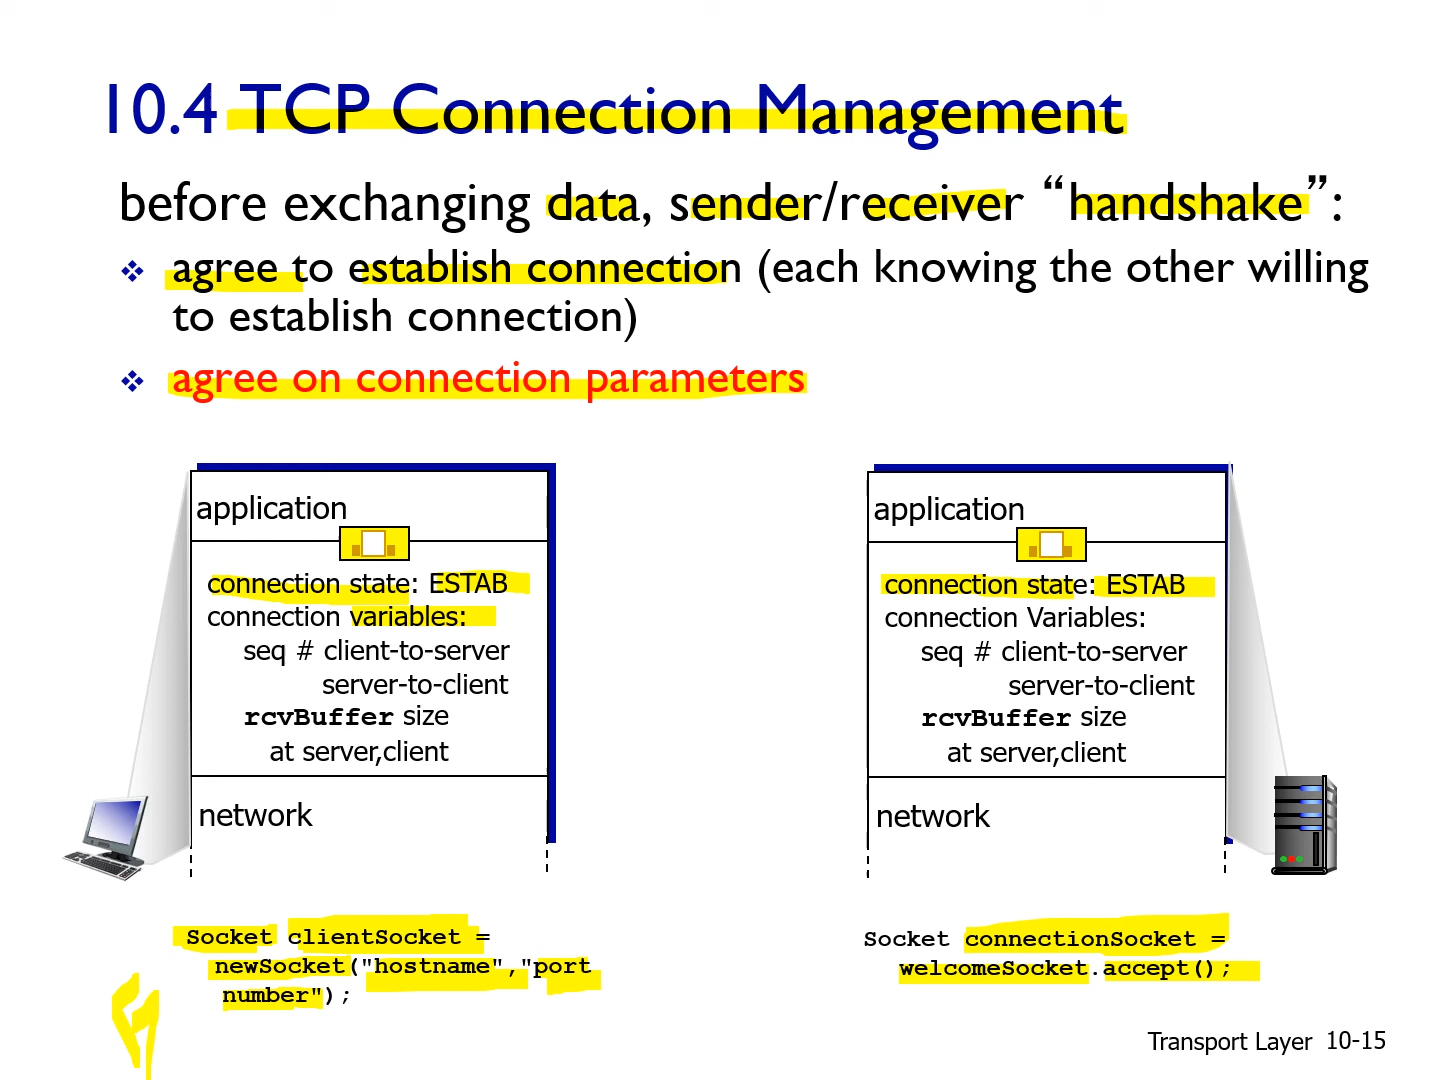 10.4 TCP Connection Management
before exchanging data, sender/receiver “handshake”:
agree to establish connection (each knowing the other willing
to establish connection)
agree on connection parameters
application
connection state: ESTAB
connection variables:
seq # client-to-server
server-to-client
rcvBuffer size
at server,client
network
application
connection state: ESTAB
connection Variables:
seq # client-to-server
server-to-client
rcvBuffer size
at server,client
network
Socket clientSocket =
newSocket("hostname","port
number");
Socket connectionSocket =
welcomeSocket.accept();
Transport Layer 10-15